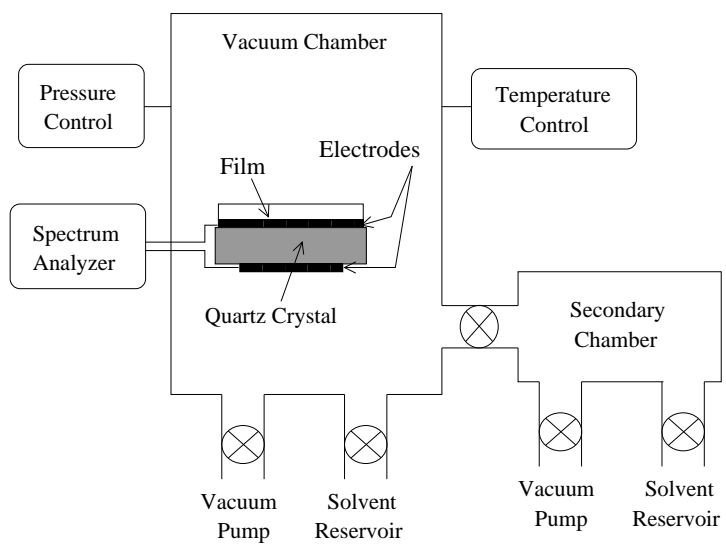 Vacuum Chamber
Pressure
Control
Temperature
Control
Electrodes
Film
Spectrum
Analyzer
Quartz Crystal
Secondary
Chamber
Vacuum
Pump
Solvent
Reservoir
Vacuum
Pump
Solvent
Reservoir